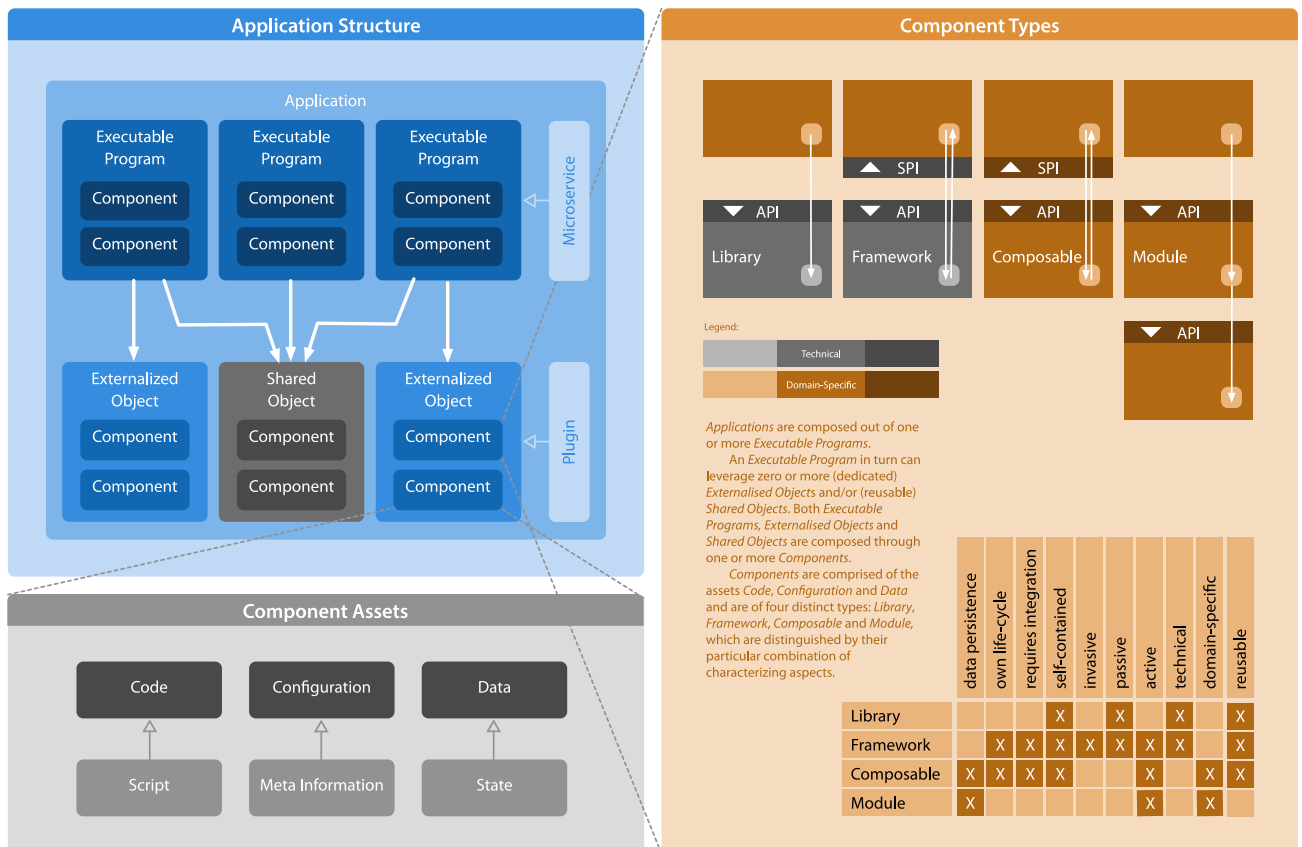 Application Structure
Application
Executable
Program
Component
Component
Executable
Program
Component
Component
Executable
Program
Component
Component
Microservice
Externalized
Object
Component
Component
Shared
Object
Component
Component
Externalized
Object
Component
Component
Plugin
Component Assets
Code
Configuration
Data
Script
Meta Information
State
Component Types
SPI
SPI
API
API
API
API
Library
Framework
Composable
Module
API
Legend:
Technical
Domain-Specific
Applications are composed out of one
or more Executable Programs.
An Executable Program in turn can
leverage zero or more (dedicated)
Externalised Objects and/or (reusable)
Shared Objects. Both Executable
Programs, Externalised Objects and
Shared Objects are composed through
one or more Components.
Components are comprised of the
assets Code, Configuration and Data
and are of four distinct types: Library,
Framework, Composable and Module,
which are distinguished by their
particular combination of
characterizing aspects.
data persistence
own life-cycle
requires integration
self-contained
invasive
passive
active
technical
domain-specific
reusable
Library X X X X
Framework X X X X X X X X
Composable X X X X X X X
Module X X X